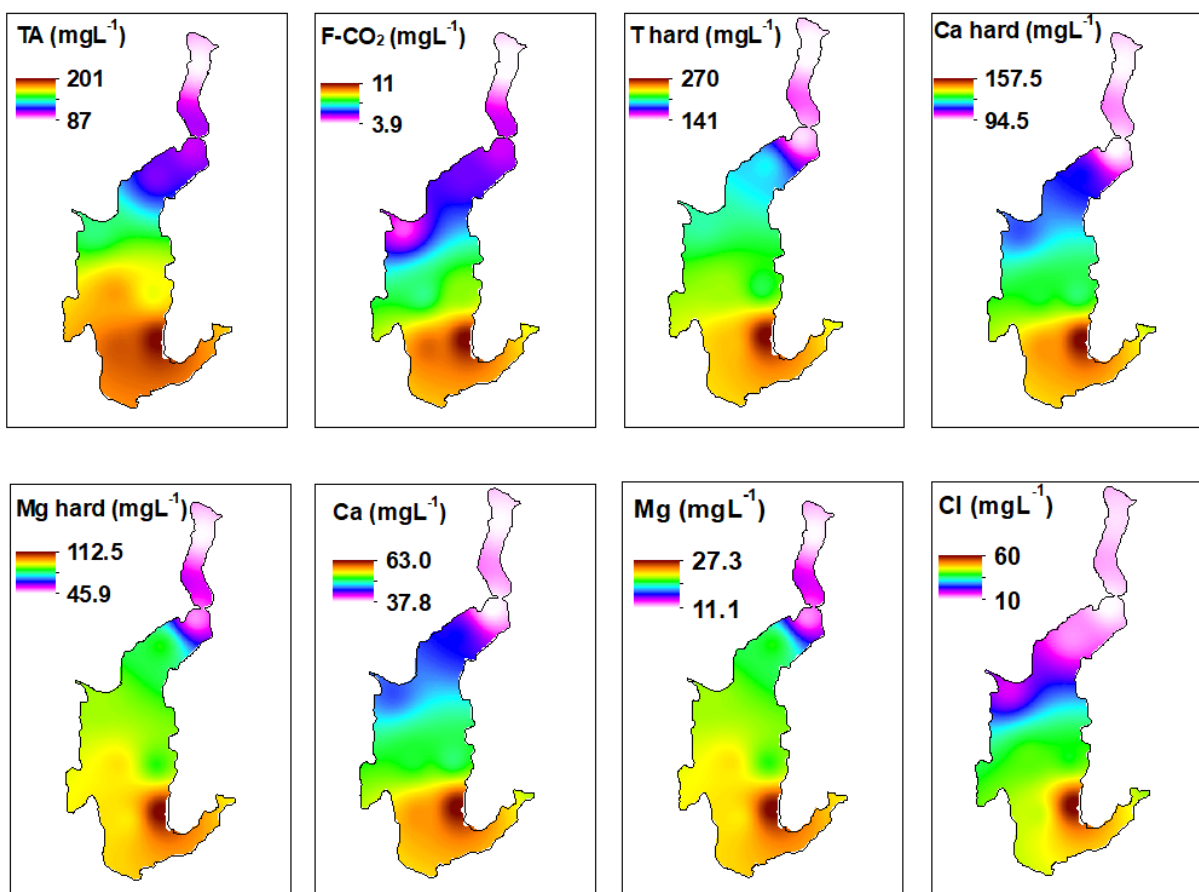 TA (mgL⁻¹)
201
87
F-CO₂ (mgL⁻¹)
11
3.9
T hard (mgL⁻¹)
270
141
Ca hard (mgL⁻¹)
157.5
94.5
Mg hard (mgL⁻¹)
112.5
45.9
Ca (mgL⁻¹)
63.0
37.8
Mg (mgL⁻¹)
27.3
11.1
Cl (mgL⁻¹)
60
10